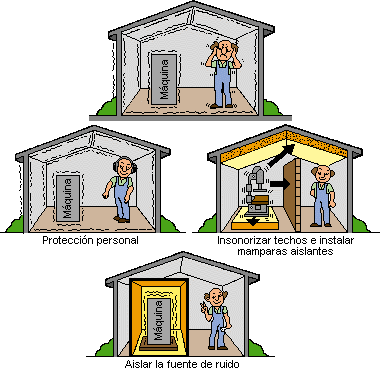 Máquina
Máquina
Protección personal
Insonorizar techos e instalar
mamparas aislantes
Máquina
Aislar la fuente de ruido